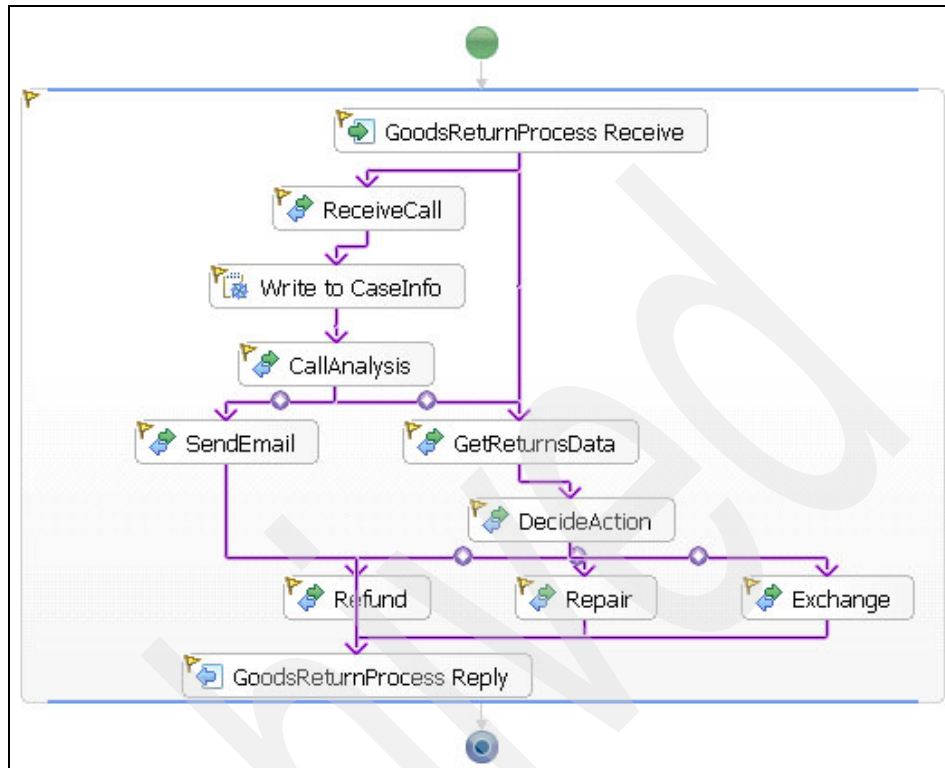 GoodsReturnProcess Receive
ReceiveCall
Write to CaseInfo
CallAnalysis
SendEmail
GetReturnsData
DecideAction
Refund
Repair
Exchange
GoodsReturnProcess Reply